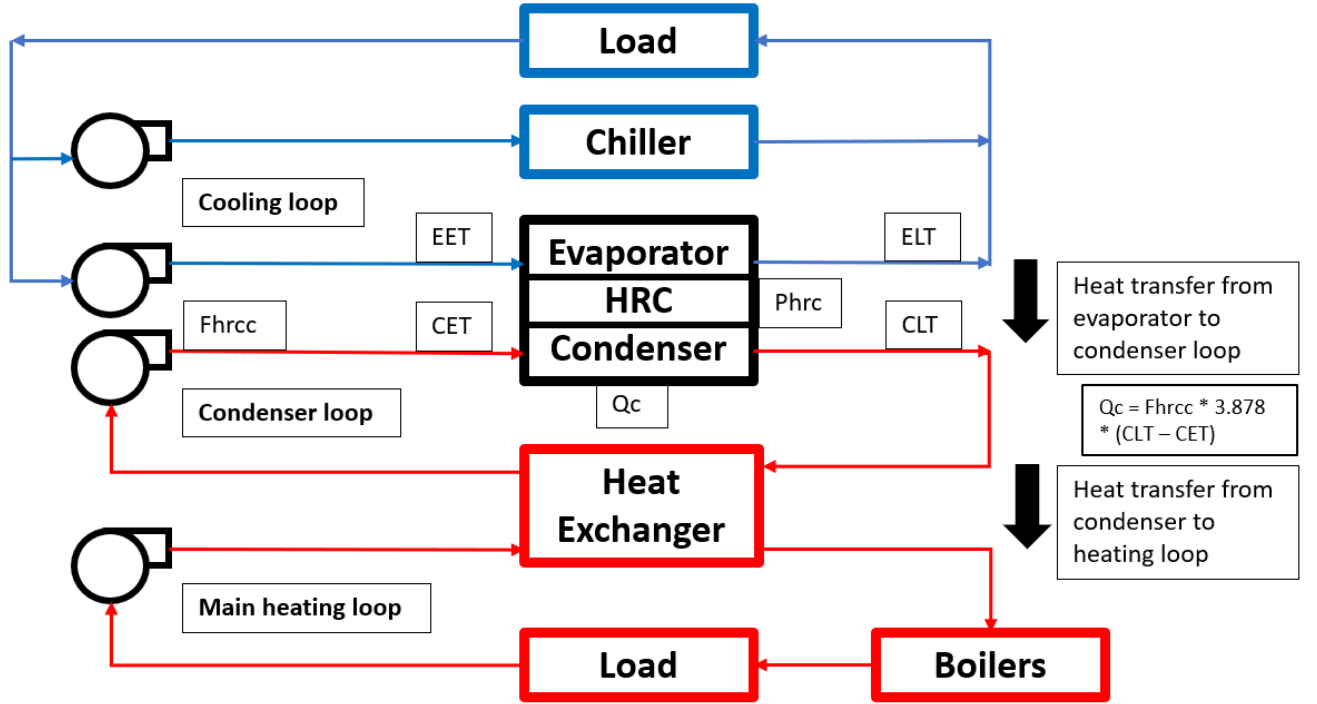 Load
Chiller
Cooling loop
EET
ELT
Evaporator
HRC
Condenser
Phrc
Fhrcc
CET
CLT
Heat transfer from
evaporator to
condenser loop
Condenser loop
Qc
Qc = Fhrcc * 3.878
* (CLT – CET)
Heat
Exchanger
Heat transfer from
condenser to
heating loop
Main heating loop
Load
Boilers